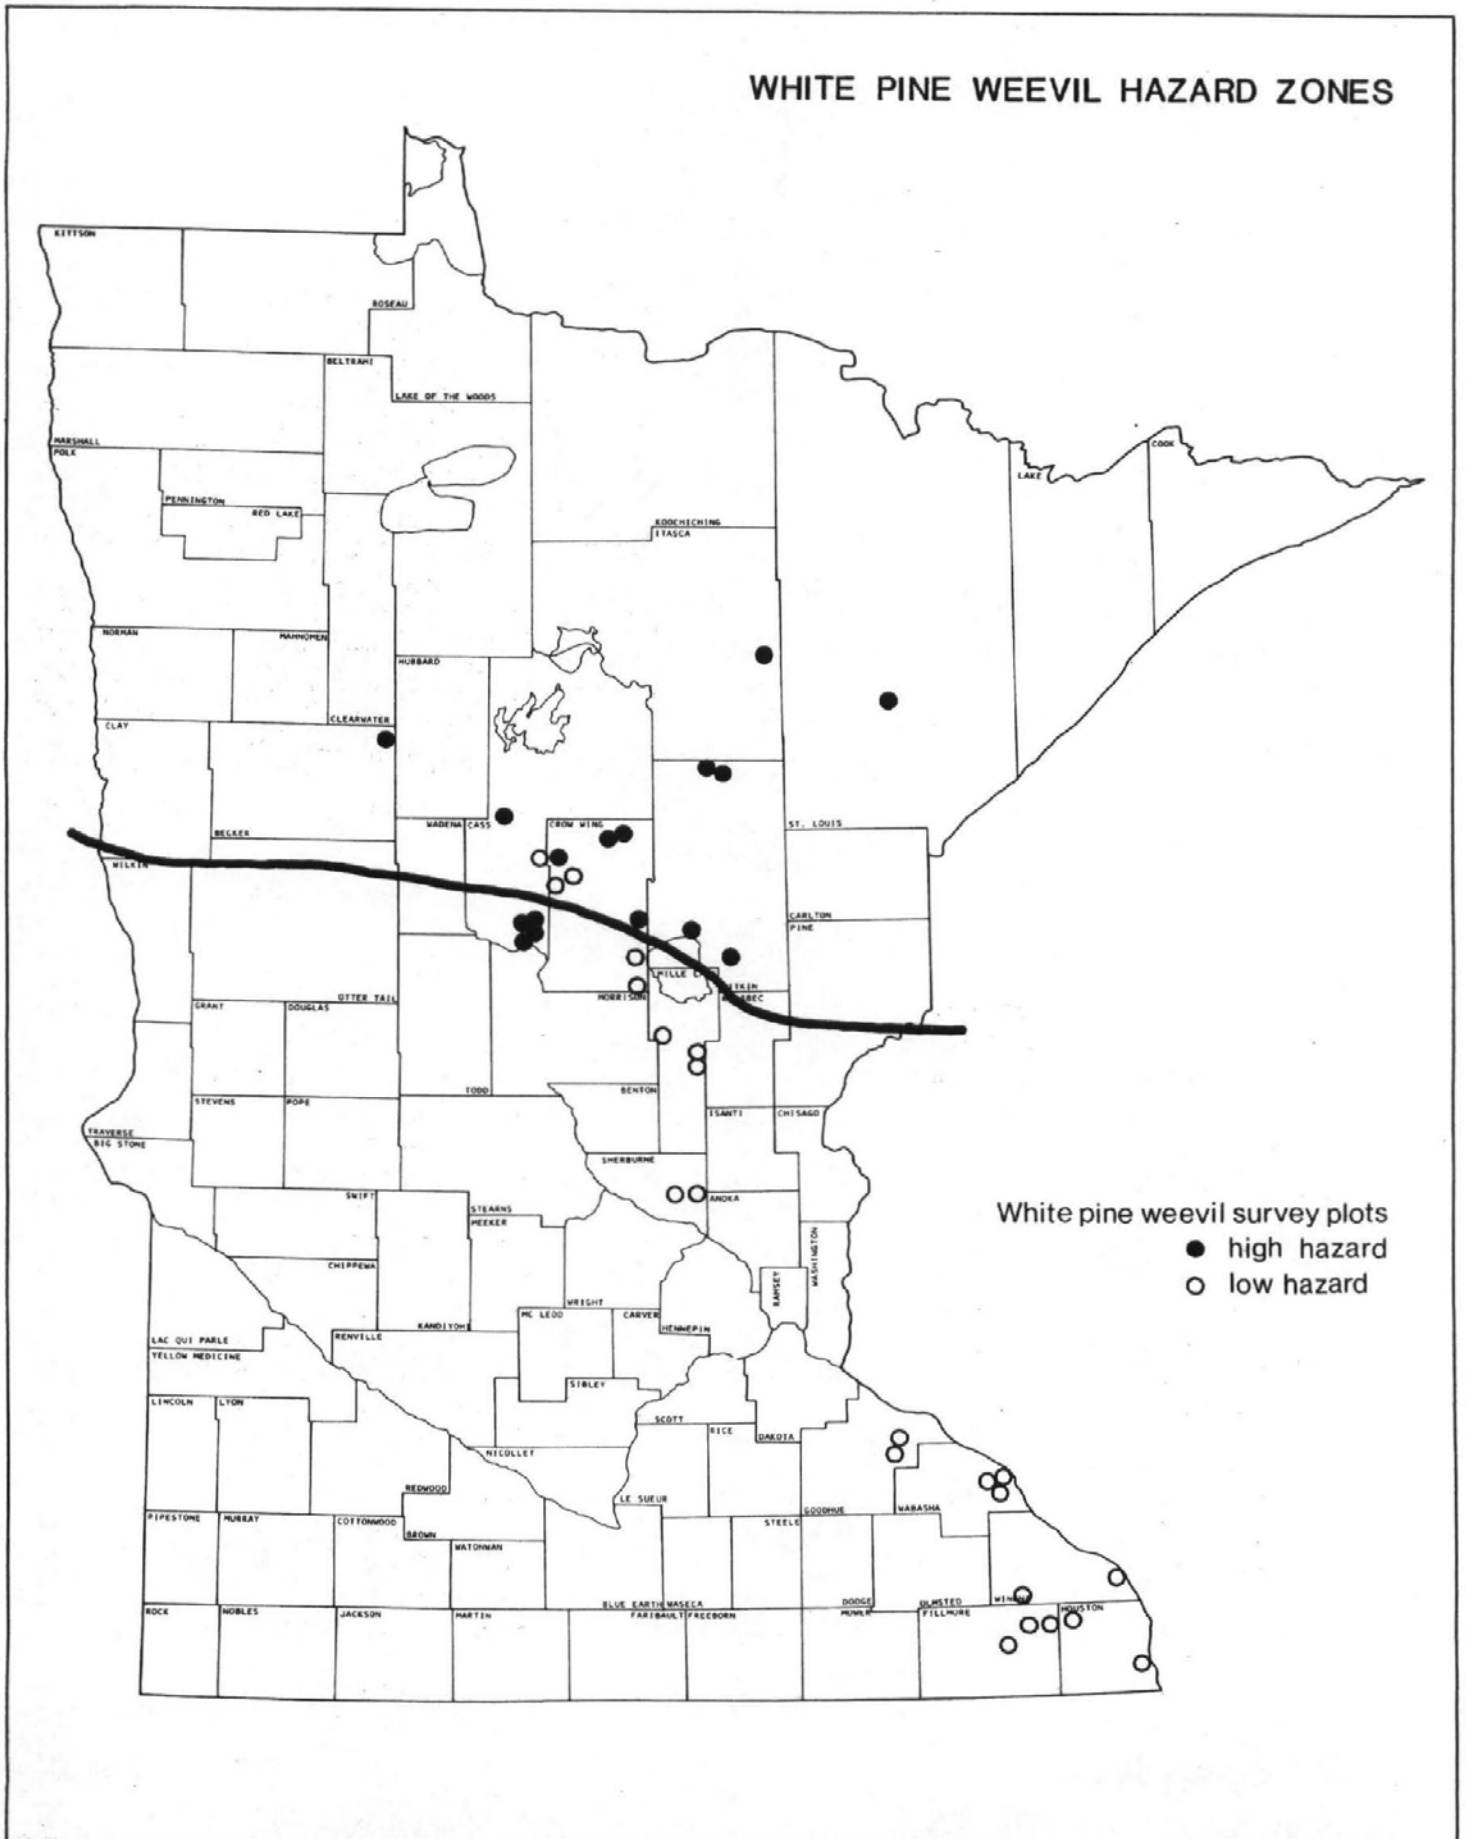 WHITE PINE WEEVIL HAZARD ZONES
KITTSON
ROSEAU
BELTRAMI
LAKE OF THE WOODS
MARSHALL
POLK
COOK
LAKE
PENNINGTON
RED LAKE
KOOCHICHING
ITASCA
NORMAN
MAHNOMEN
HUBBARD
CLAY
CLEARWATER
BECKER
WADENA
CASS
CROW WING
ST. LOUIS
WILKIN
CARLTON
PINE
MORRISON
OTTER TAIL
GRANT
DOUGLAS
TODD
BENTON
STEVENS
POPE
ISANTI
CHISAGO
TRAVERSE
BIG STONE
SHERBURNE
SWIFT
ANOKA
STEARNS
MEEKER
White pine weevil survey plots
high hazard
low hazard
WASHINGTON
RAMSEY
CHIPPEWA
WRIGHT
MC LEOD
CARVER
HENNEPIN
KANDIYOHI
RENVILLE
LAC QUI PARLE
YELLOW MEDICINE
SIBLEY
LINCOLN
LYON
SCOTT
RICE
DAKOTA
NICOLLET
REDWOOD
LE SUEUR
GOODHUE
WABASHA
PIPESTONE
MURRAY
COTTONWOOD
BROWN
STEELE
WATONWAN
BLUE EARTH
WASECA
DODGE
OLMSTED
ROCK
NOBLES
JACKSON
MARTIN
FARIBAULT
FREEBORN
MOWER
FILLMORE
HOUSTON